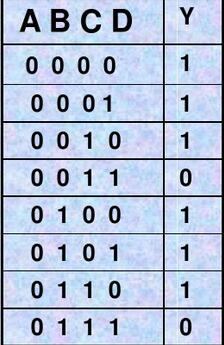 A B C D Y
0 0 0 0 1
0 0 0 1 1
0 0 1 0 1
0 0 1 1 0
0 1 0 0 1
0 1 0 1 1
0 1 1 0 1
0 1 1 1 0